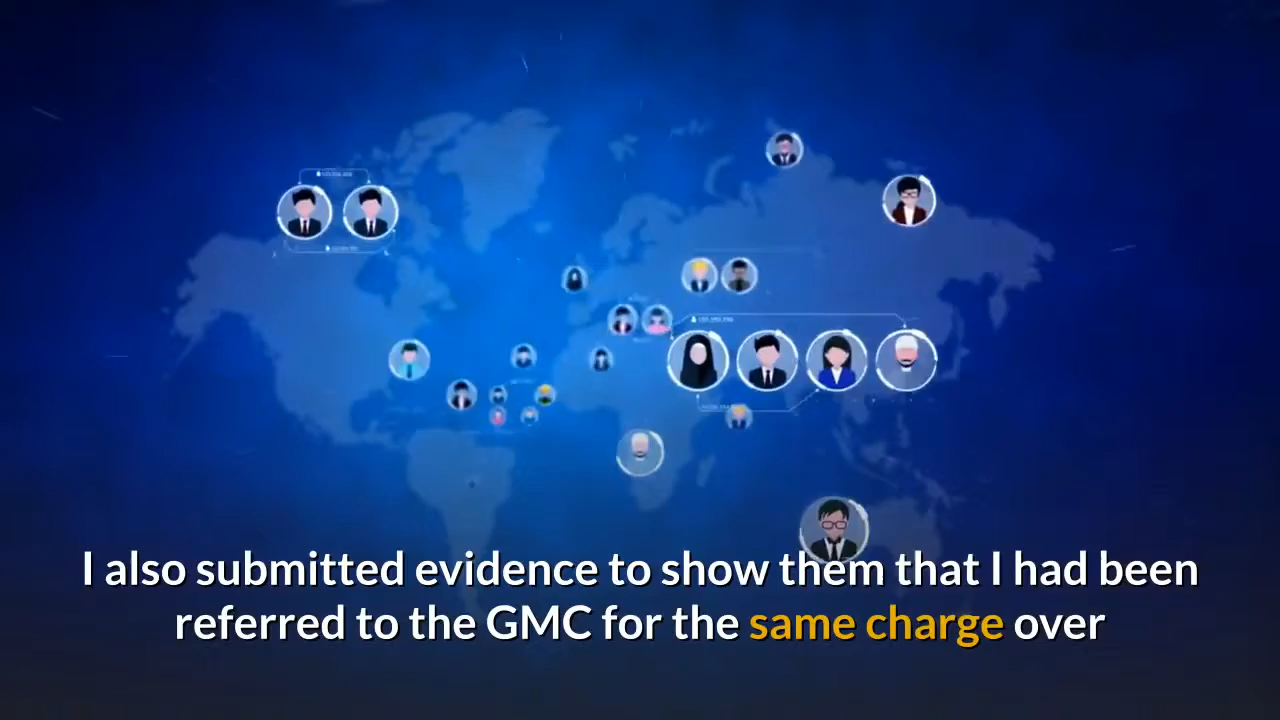 I also submitted evidence to show them that I had been
referred to the GMC for the same charge over